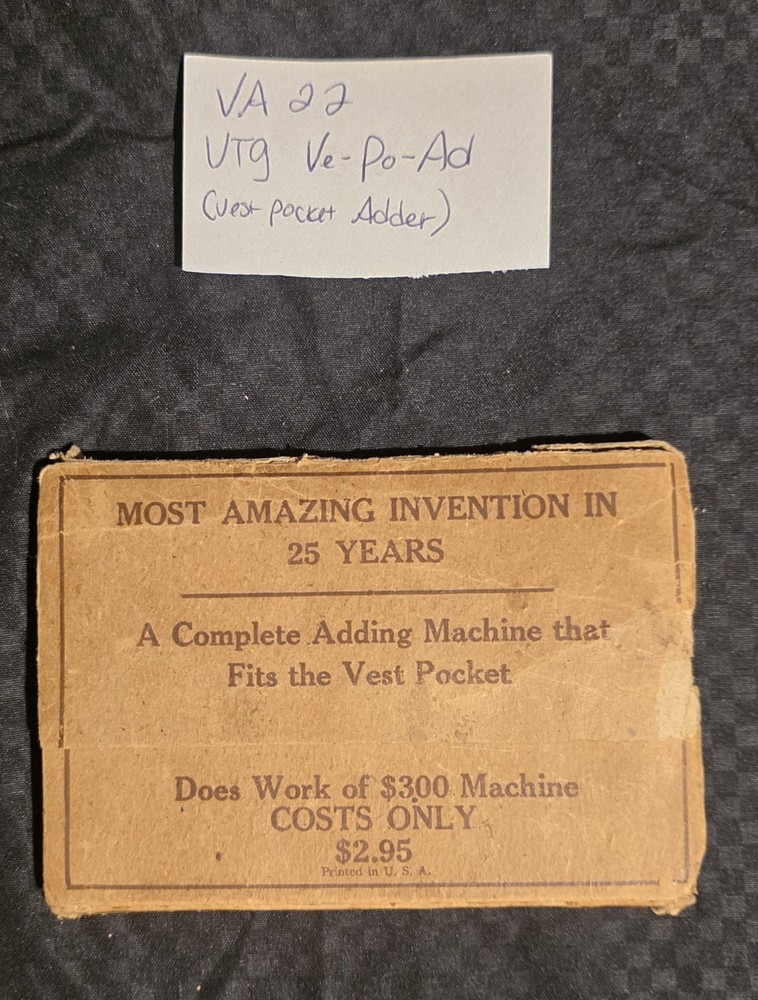 VA 22
VTg Ve-Po-Ad
(Vest pocket Adder)
MOST AMAZING INVENTION IN
25 YEARS
A Complete Adding Machine that
Fits the Vest Pocket
Does Work of $300 Machine
COSTS ONLY
$2.95
Printed in U. S. A.